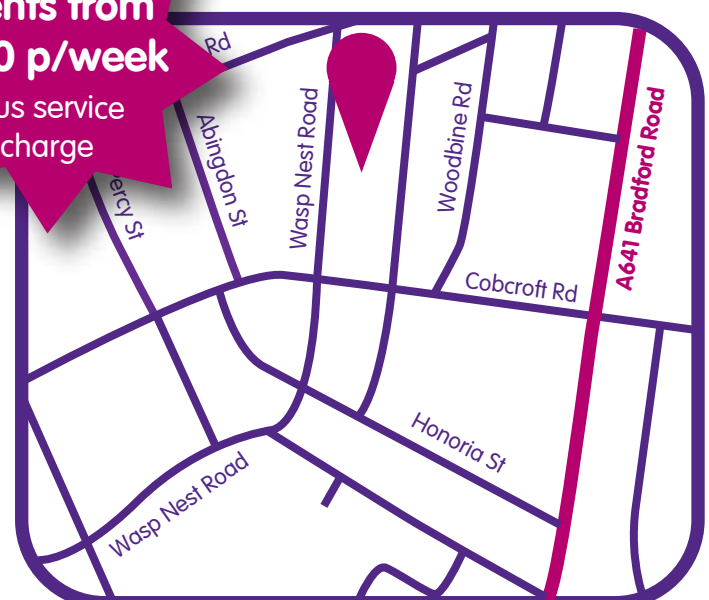 ents from
0 p/week
us service
charge
Rd
Abingdon St
ercy St
Wasp Nest Road
Woodbine Rd
A641 Bradford Road
Cobcroft Rd
Honoria St
Wasp Nest Road